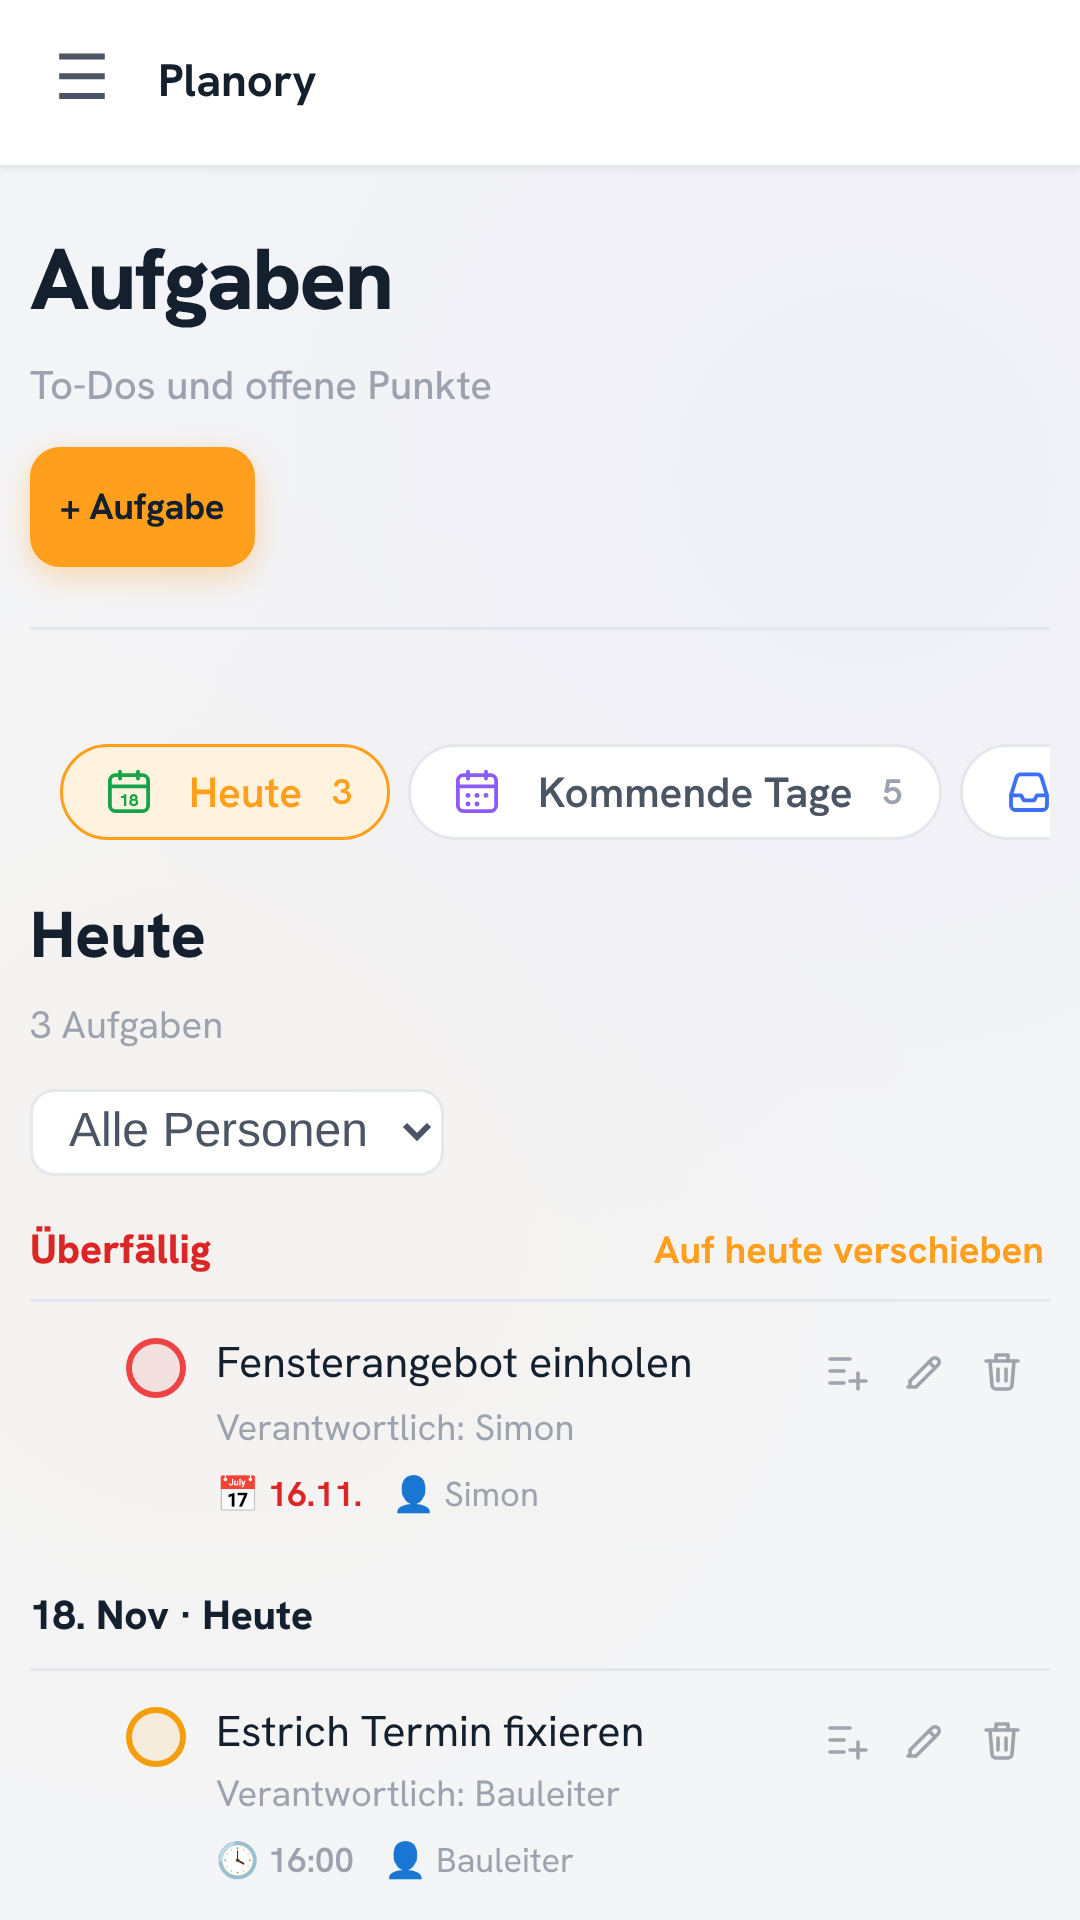 Planory
Aufgaben
To-Dos und offene Punkte
+ Aufgabe
18 Heute 3
Kommende Tage 5
Heute
3 Aufgaben
Alle Personen
Überfällig
Auf heute verschieben
Fensterangebot einholen
Verantwortlich: Simon
July 17 16.11. Simon
18. Nov · Heute
Estrich Termin fixieren
Verantwortlich: Bauleiter
16:00 Bauleiter